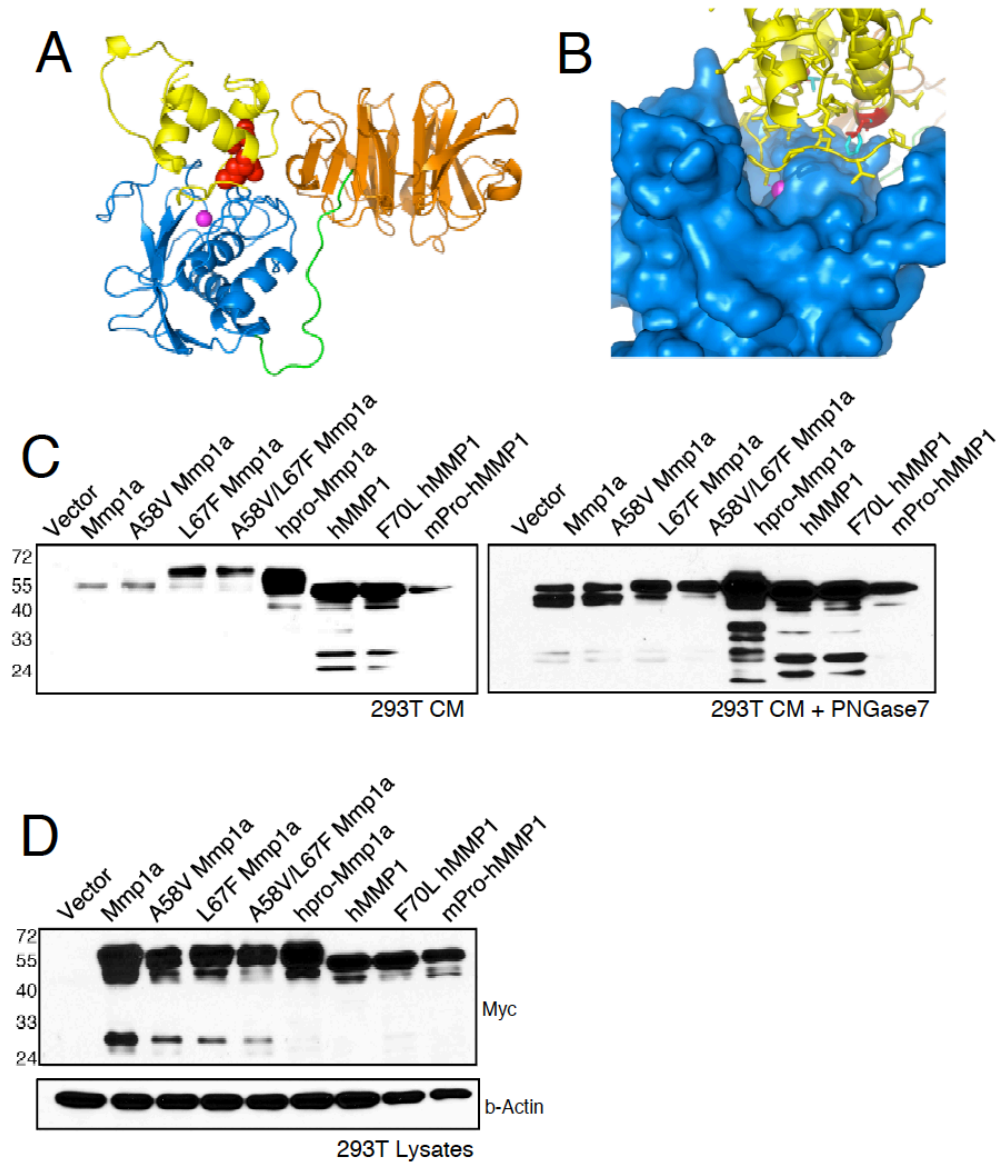 A
B
C
Vector
Mmp1a
A58V Mmp1a
L67F Mmp1a
A58V/L67F Mmp1a
hpro-Mmp1a
hMMP1
F70L hMMP1
mPro-hMMP1
72
55
40
33
24
293T CM
Vector
Mmp1a
A58V Mmp1a
L67F Mmp1a
A58V/L67F Mmp1a
hpro-Mmp1a
hMMP1
F70L hMMP1
mPro-hMMP1
293T CM + PNGase7
D
Vector
Mmp1a
A58V Mmp1a
L67F Mmp1a
A58V/L67F Mmp1a
hpro-Mmp1a
hMMP1
F70L hMMP1
mPro-hMMP1
72
55
40
33
24
Myc
b-Actin
293T Lysates